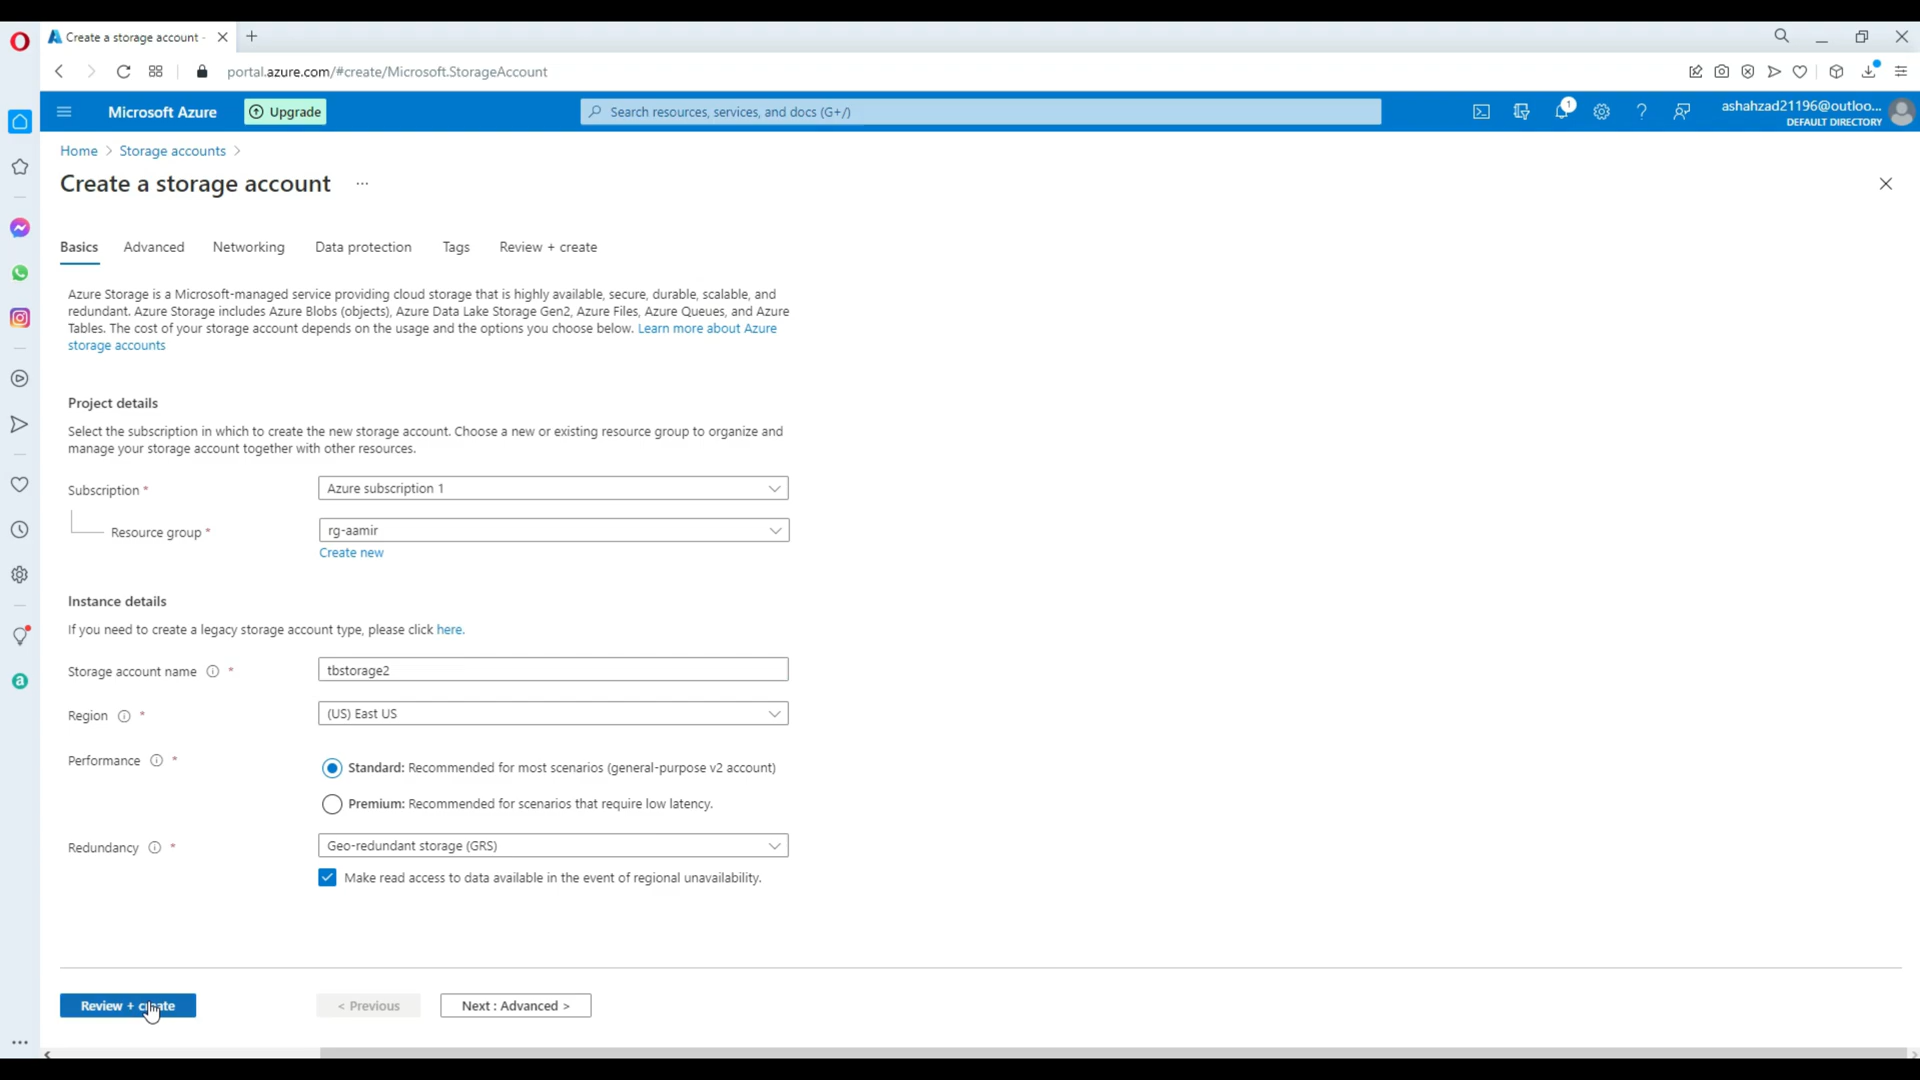 Create a storage account -
portal.azure.com/#create/Microsoft.StorageAccount
Microsoft Azure
Upgrade
Search resources, services, and docs (G+/)
1
ashahzad21196@outloo...
DEFAULT DIRECTORY
Home > Storage accounts >
Create a storage account ...
Basics
Advanced
Networking
Data protection
Tags
Review + create
Azure Storage is a Microsoft-managed service providing cloud storage that is highly available, secure, durable, scalable, and
redundant. Azure Storage includes Azure Blobs (objects), Azure Data Lake Storage Gen2, Azure Files, Azure Queues, and Azure
Tables. The cost of your storage account depends on the usage and the options you choose below. Learn more about Azure
storage accounts
Project details
Select the subscription in which to create the new storage account. Choose a new or existing resource group to organize and
manage your storage account together with other resources.
Subscription *
Azure subscription 1
Resource group *
rg-aamir
Create new
Instance details
If you need to create a legacy storage account type, please click here.
Storage account name *
tbstorage2
Region *
(US) East US
Performance *
Standard: Recommended for most scenarios (general-purpose v2 account)
Premium: Recommended for scenarios that require low latency.
Redundancy *
Geo-redundant storage (GRS)
Make read access to data available in the event of regional unavailability.
Review + create
< Previous
Next : Advanced >